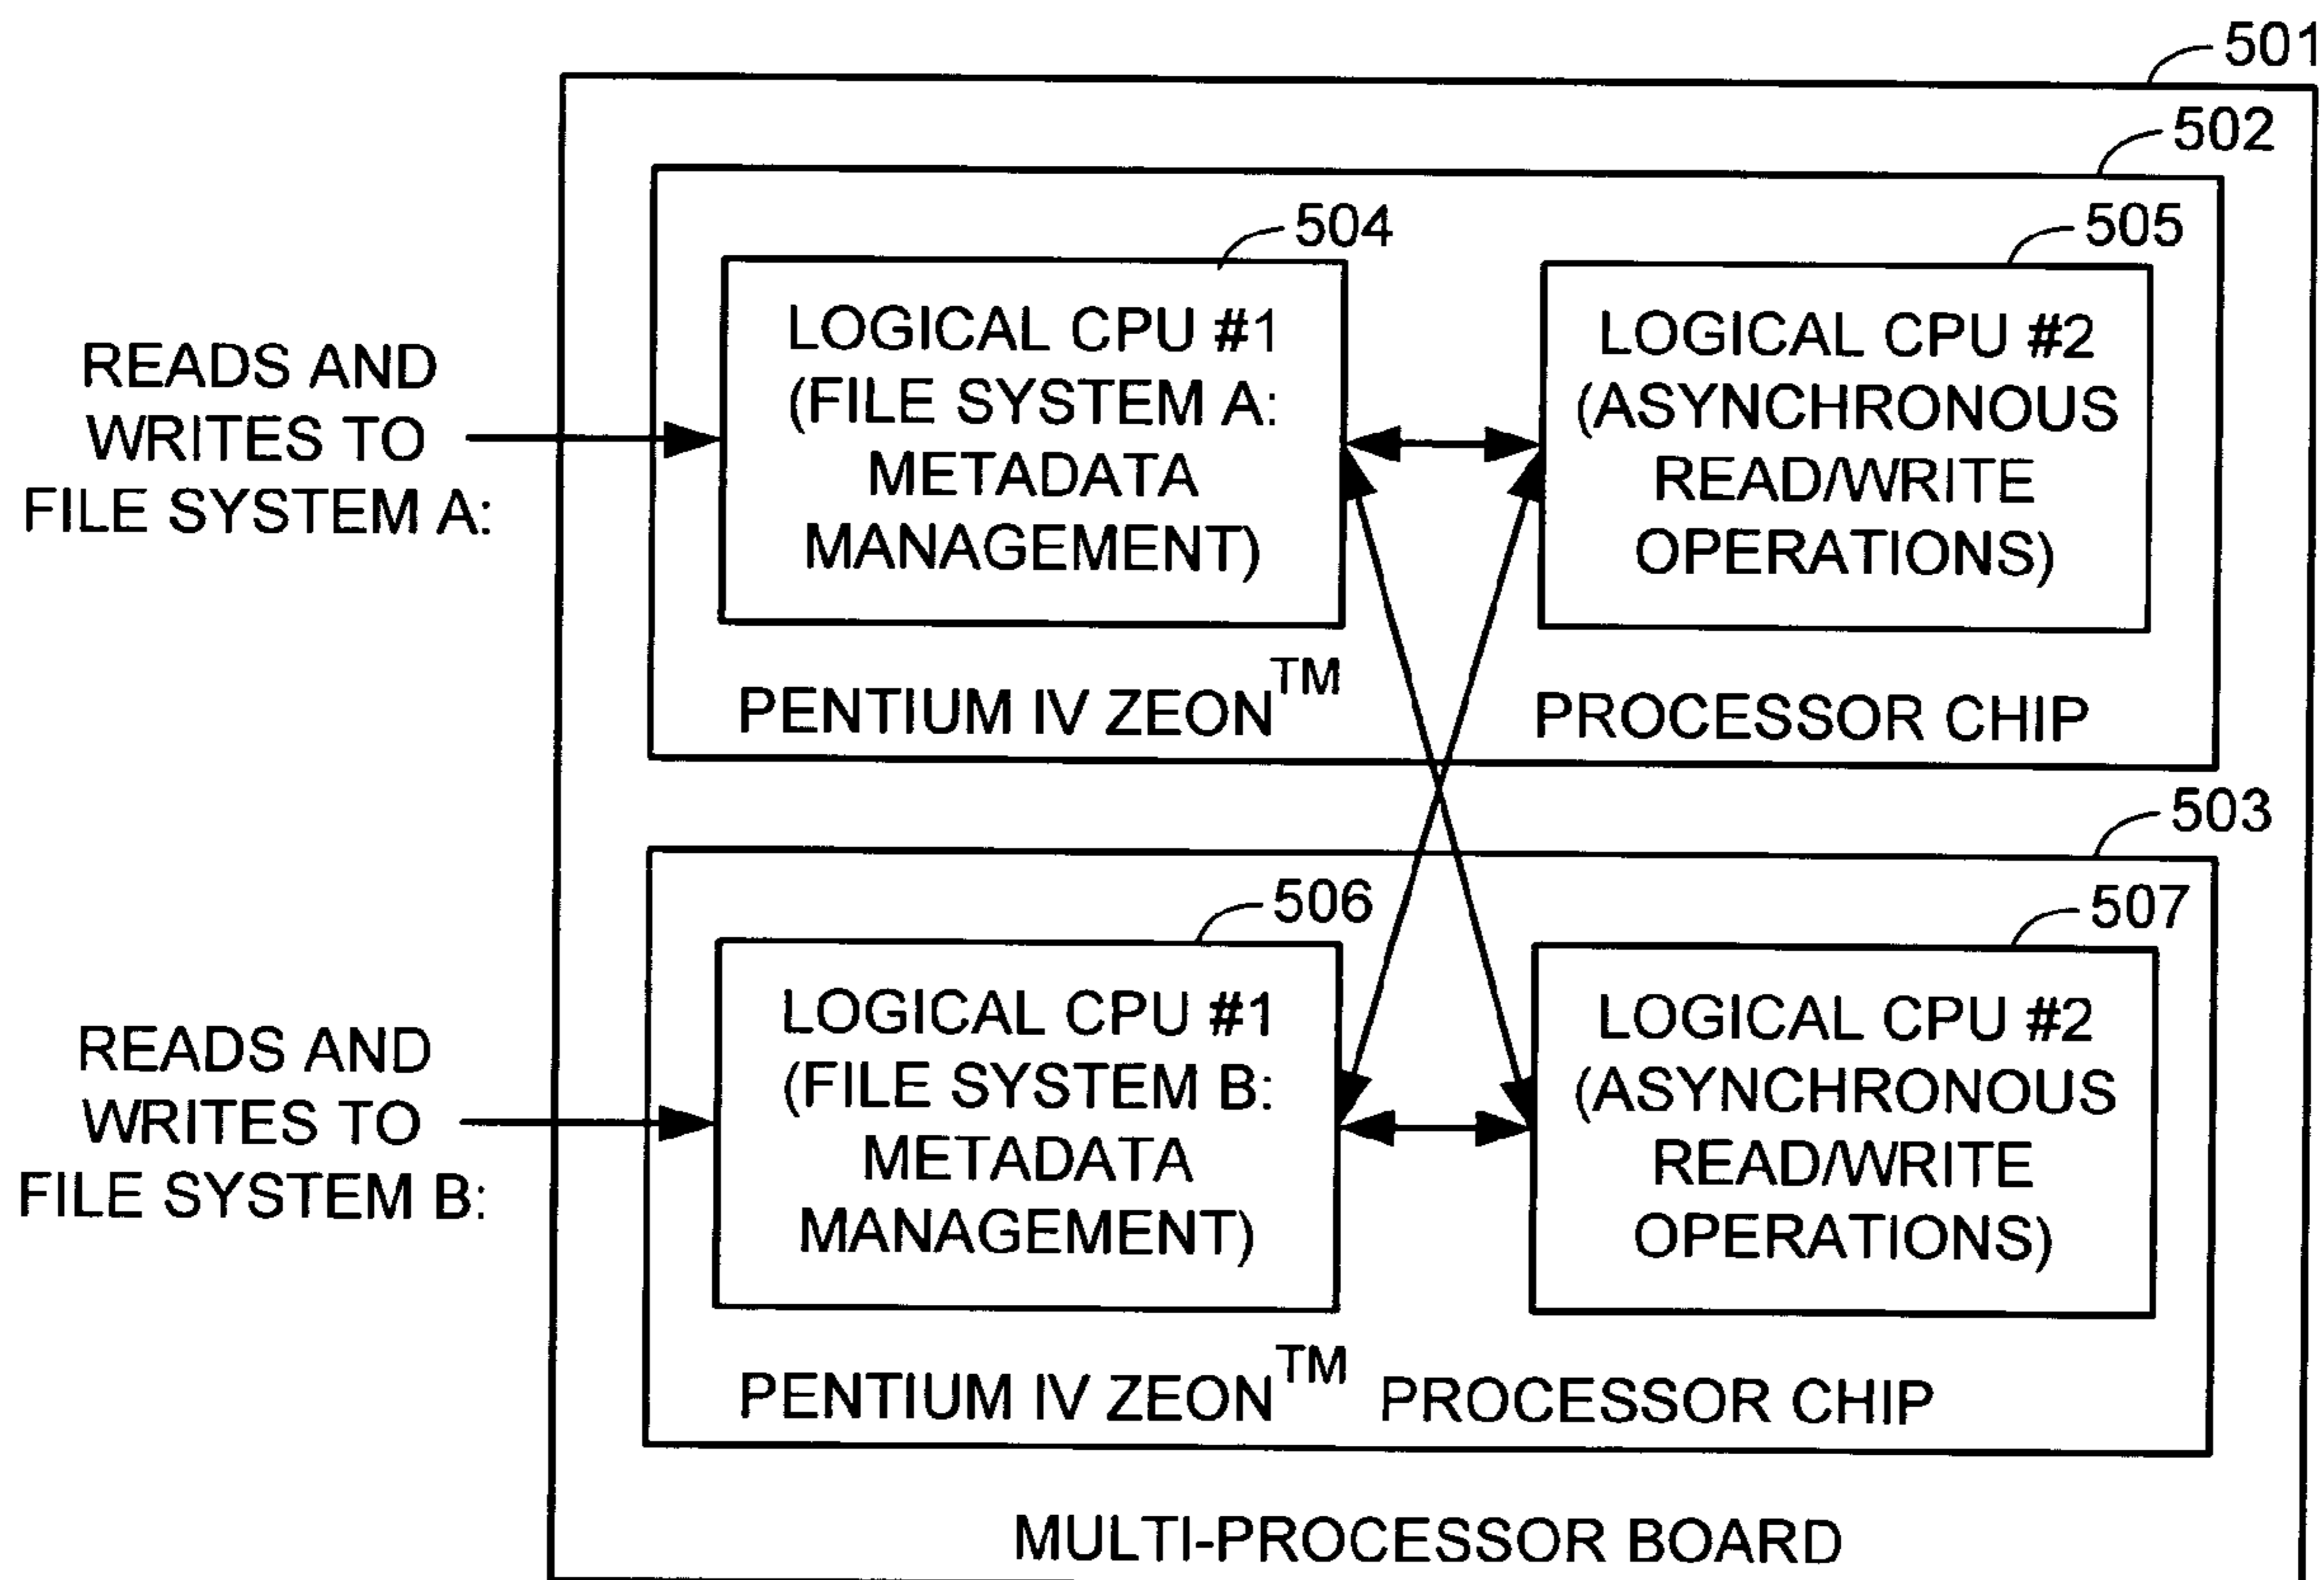 501
502
504
505
LOGICAL CPU #1
(FILE SYSTEM A:
METADATA
MANAGEMENT)
LOGICAL CPU #2
(ASYNCHRONOUS
READ/WRITE
OPERATIONS)
READS AND
WRITES TO
FILE SYSTEM A:
PENTIUM IV ZEON™ PROCESSOR CHIP
503
506
507
LOGICAL CPU #1
(FILE SYSTEM B:
METADATA
MANAGEMENT)
LOGICAL CPU #2
(ASYNCHRONOUS
READ/WRITE
OPERATIONS)
READS AND
WRITES TO
FILE SYSTEM B:
PENTIUM IV ZEON™ PROCESSOR CHIP
MULTI-PROCESSOR BOARD